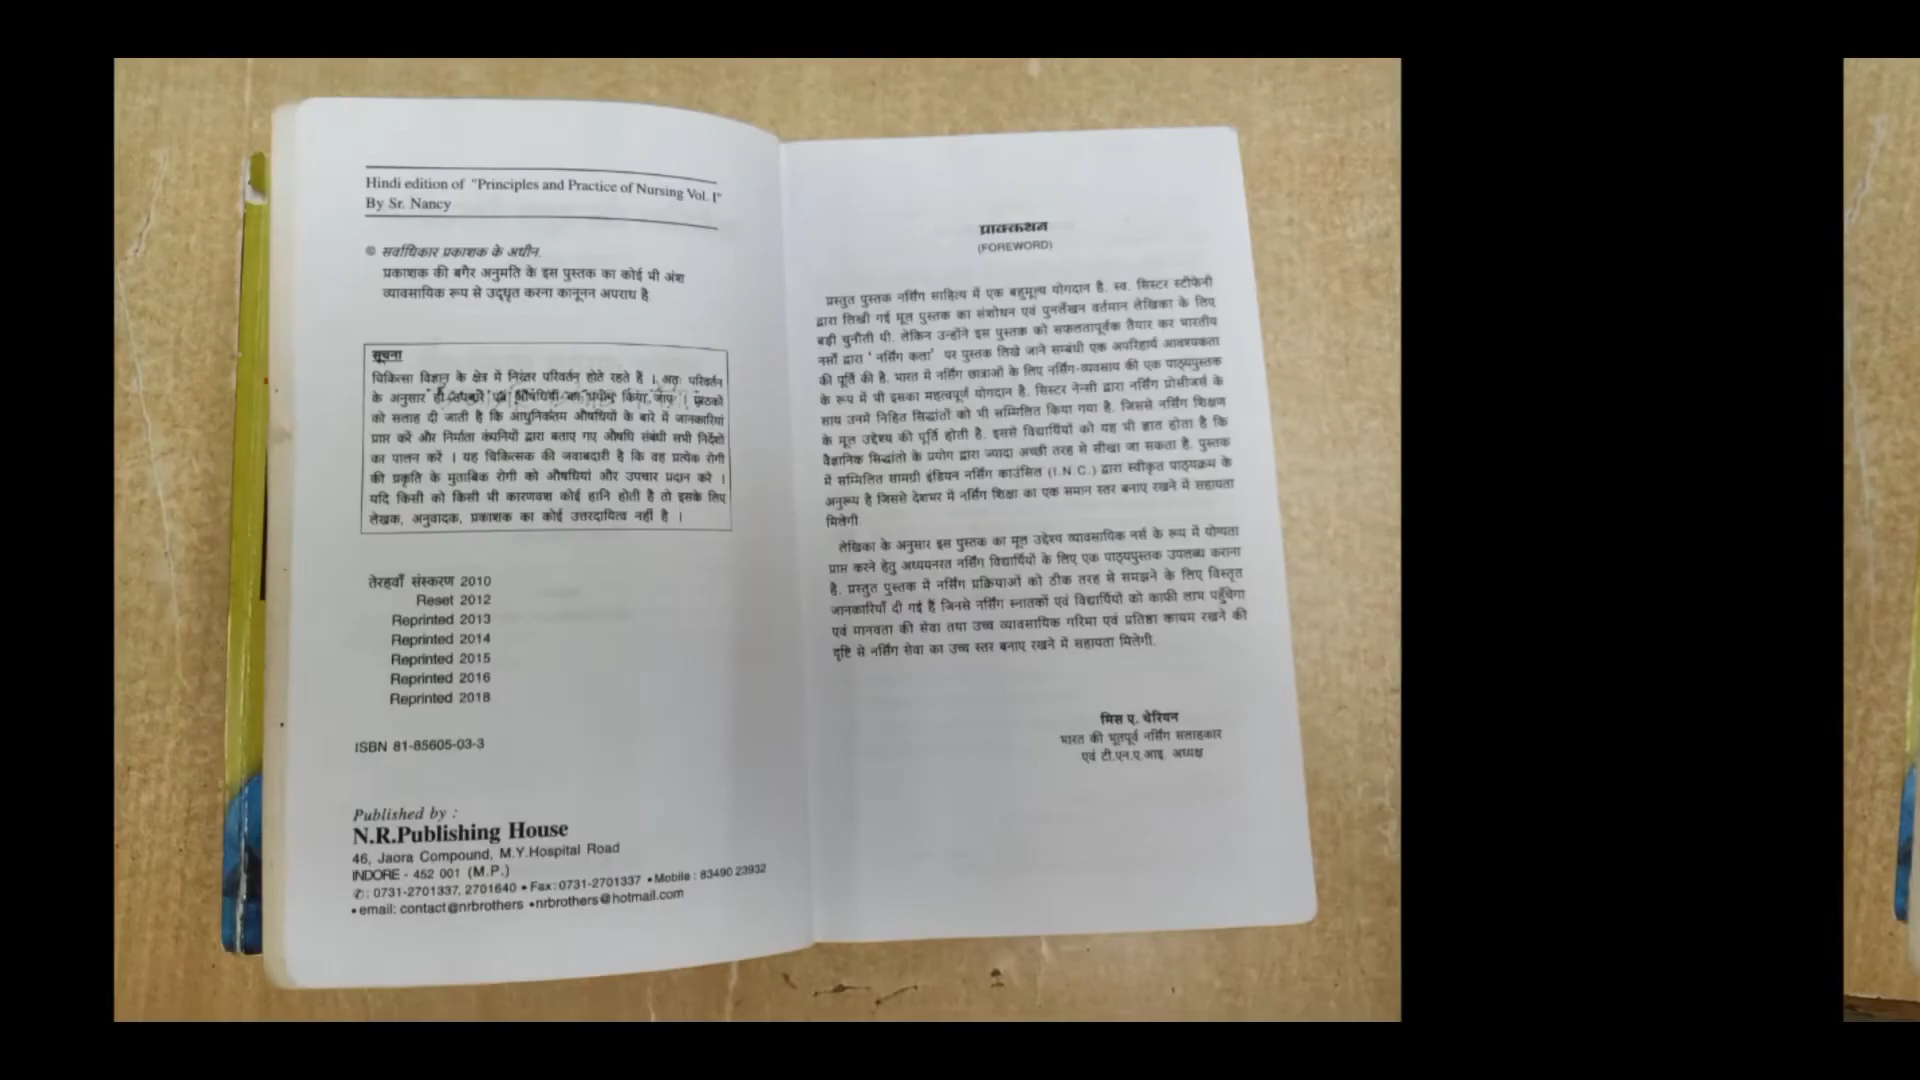 Hindi edition of "Principles and Practice of Nursing Vol. I"
By Sr. Nancy
© सर्वाधिकार प्रकाशक के अधीन.
प्रकाशक की बगैर अनुमति के इस पुस्तक का कोई भी अंश
व्यावसायिक रूप से उद्धृत करना कानूनन अपराध है
सूचना
चिकित्सा विज्ञान के क्षेत्र में निरंतर परिवर्तन होते रहते हैं । अतः परिवर्तन
के अनुसार ही उपचार एवं औषधियों का प्रयोग किया जाए । पाठकों
को सलाह दी जाती है कि आधुनिकतम औषधियों के बारे में जानकारियां
प्राप्त करें और निर्माता कंपनियों द्वारा बताए गए औषधि संबंधी सभी निर्देशों
का पालन करें । यह चिकित्सक की जवाबदारी है कि वह प्रत्येक रोगी
की प्रकृति के मुताबिक रोगी को औषधियां और उपचार प्रदान करे ।
यदि किसी को किसी भी कारणवश कोई हानि होती है तो इसके लिए
लेखक, अनुवादक, प्रकाशक का कोई उत्तरदायित्व नहीं है ।
तेरहवाँ संस्करण 2010
Reset 2012
Reprinted 2013
Reprinted 2014
Reprinted 2015
Reprinted 2016
Reprinted 2018
ISBN 81-85605-03-3
Published by :
N.R.Publishing House
46, Jaora Compound, M.Y.Hospital Road
INDORE - 452 001 (M.P.)
✆: 0731-2701337, 2701640 • Fax: 0731-2701337 • Mobile : 83490 23932
• email: contact@nrbrothers • nrbrothers@hotmail.com
प्राक्कथन
(FOREWORD)
प्रस्तुत पुस्तक नर्सिंग साहित्य में एक बहुमूल्य योगदान है. स्व. सिस्टर स्टीफेनी
द्वारा लिखी गई मूल पुस्तक का संशोधन एवं पुनर्लेखन वर्तमान लेखिका के लिए
बड़ी चुनौती थी. लेकिन उन्होंने इस पुस्तक को सफलतापूर्वक तैयार कर भारतीय
नर्सों द्वारा ' नर्सिंग कला' पर पुस्तक लिखे जाने सम्बंधी एक अपरिहार्य आवश्यकता
की पूर्ति की है. भारत में नर्सिंग छात्राओं के लिए नर्सिंग-व्यवसाय की एक पाठ्यपुस्तक
के रूप में भी इसका महत्वपूर्ण योगदान है. सिस्टर नेन्सी द्वारा नर्सिंग प्रोसीजर्स के
साथ उनमें निहित सिद्धांतों को भी सम्मिलित किया गया है. जिससे नर्सिंग शिक्षण
के मूल उद्देश्य की पूर्ति होती है. इससे विद्यार्थियों को यह भी ज्ञात होता है कि
वैज्ञानिक सिद्धांतो के प्रयोग द्वारा ज्यादा अच्छी तरह से सीखा जा सकता है. पुस्तक
में सम्मिलित सामग्री इंडियन नर्सिंग काउंसिल (I.N.C.) द्वारा स्वीकृत पाठ्यक्रम के
अनुरूप है जिससे देशभर में नर्सिंग शिक्षा का एक समान स्तर बनाए रखने में सहायता
मिलेगी
लेखिका के अनुसार इस पुस्तक का मूल उद्देश्य व्यावसायिक नर्स के रूप में योग्यता
प्राप्त करने हेतु अध्ययनरत नर्सिंग विद्यार्थियों के लिए एक पाठ्यपुस्तक उपलब्ध कराना
है. प्रस्तुत पुस्तक में नर्सिंग प्रक्रियाओं को ठीक तरह से समझने के लिए विस्तृत
जानकारियाँ दी गई हैं जिनसे नर्सिंग स्नातकों एवं विद्यार्थियों को काफी लाभ पहुँचेगा
एवं मानवता की सेवा तथा उच्च व्यावसायिक गरिमा एवं प्रतिष्ठा कायम रखने की
दृष्टि से नर्सिंग सेवा का उच्च स्तर बनाए रखने में सहायता मिलेगी.
मिस ए. चेरियन
भारत की भूतपूर्व नर्सिंग सलाहकार
एवं टी.एन.ए.आइ. अध्यक्ष